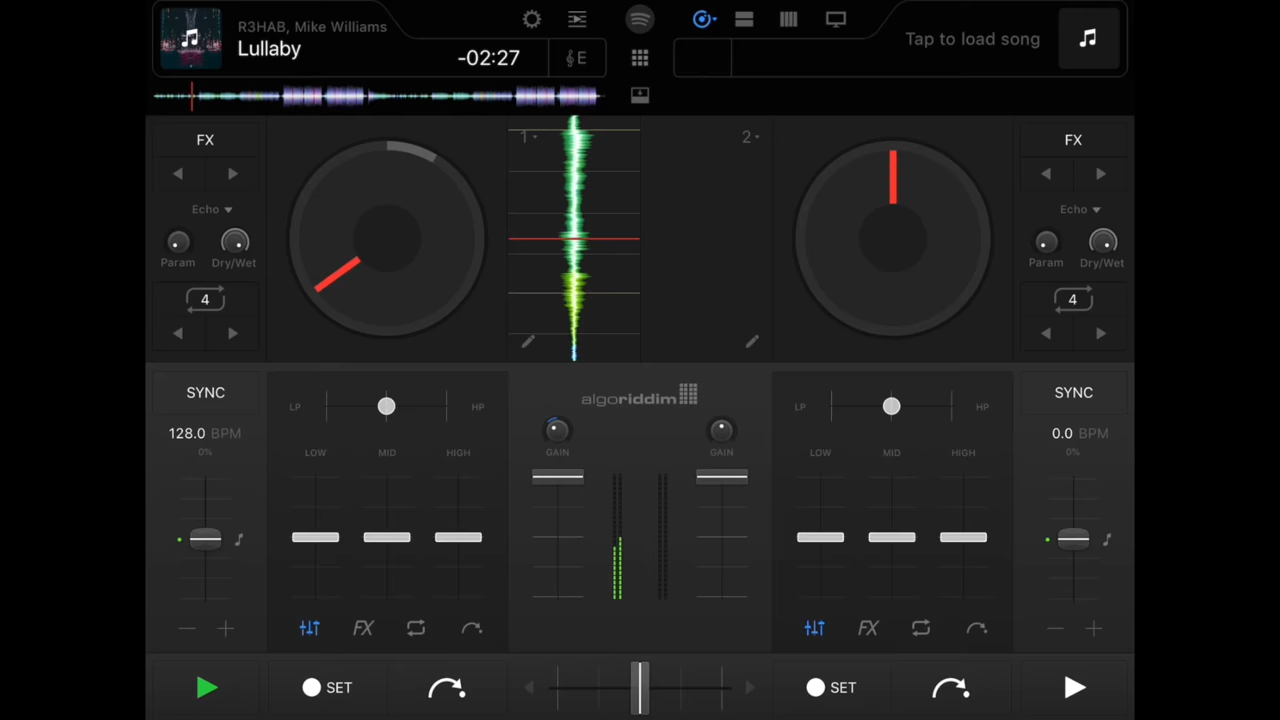 R3HAB, Mike Williams
Lullaby
-02:27
E
Tap to load song
FX
1
2
FX
Echo
Echo
Param
Dry/Wet
Param
Dry/Wet
4
4
SYNC
algoriddim
SYNC
LP
HP
LP
HP
128.0 BPM
0%
LOW
MID
HIGH
GAIN
GAIN
LOW
MID
HIGH
0.0 BPM
0%
FX
FX
SET
SET